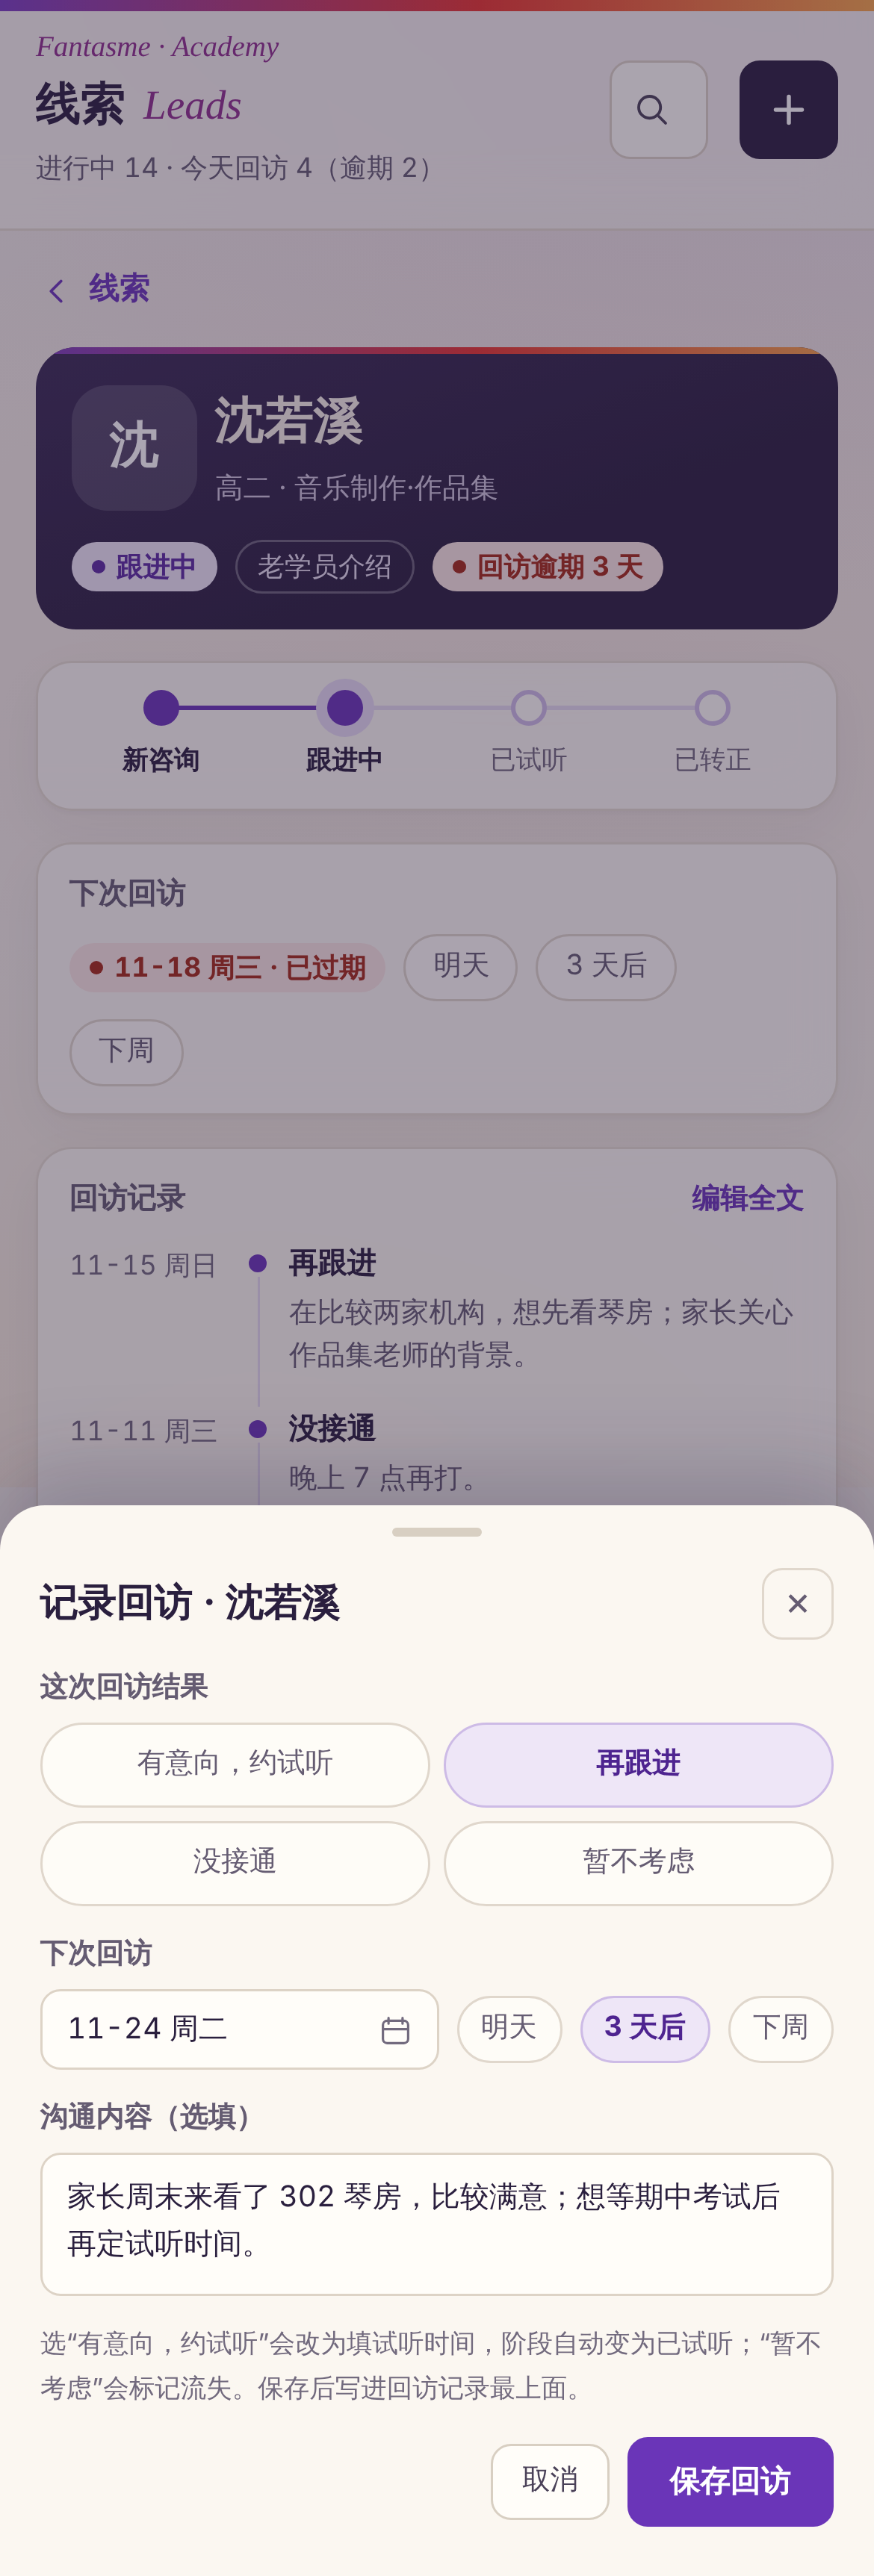 Fantasme · Academy
线索 Leads
进行中 14 · 今天回访 4（逾期 2）
线索
沈
沈若溪
高二 · 音乐制作·作品集
跟进中
老学员介绍
回访逾期 3 天
新咨询
跟进中
已试听
已转正
下次回访
11-18 周三 · 已过期
明天
3 天后
下周
回访记录
编辑全文
11-15 周日
再跟进
在比较两家机构，想先看琴房；家长关心
作品集老师的背景。
11-11 周三
没接通
晚上 7 点再打。
记录回访 · 沈若溪
这次回访结果
有意向，约试听
再跟进
没接通
暂不考虑
下次回访
11-24 周二
明天
3 天后
下周
沟通内容（选填）
家长周末来看了 302 琴房，比较满意；想等期中考试后
再定试听时间。
选“有意向，约试听”会改为填试听时间，阶段自动变为已试听；“暂不
考虑”会标记流失。保存后写进回访记录最上面。
取消
保存回访